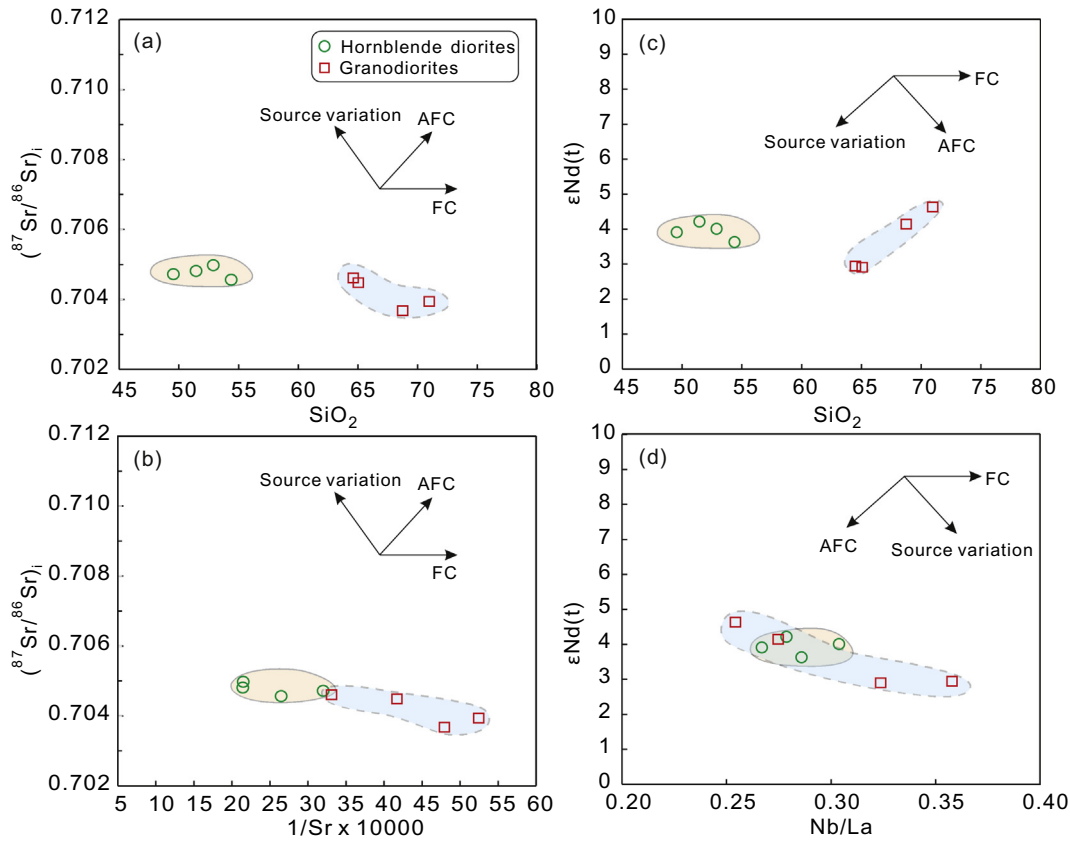 (a)
Hornblende diorites
Granodiorites
Source variation
AFC
FC
0.712
0.710
0.708
0.706
0.704
0.702
(⁸⁷Sr/⁸⁶Sr)ᵢ
45 50 55 60 65 70 75 80
SiO₂
(c)
FC
Source variation
AFC
10
9
8
7
6
5
4
3
2
1
0
εNd(t)
45 50 55 60 65 70 75 80
SiO₂
(b)
Source variation
AFC
FC
0.712
0.710
0.708
0.706
0.704
0.702
(⁸⁷Sr/⁸⁶Sr)ᵢ
5 10 15 20 25 30 35 40 45 50 55 60
1/Sr x 10000
(d)
FC
AFC
Source variation
10
9
8
7
6
5
4
3
2
1
0
εNd(t)
0.20 0.25 0.30 0.35 0.40
Nb/La